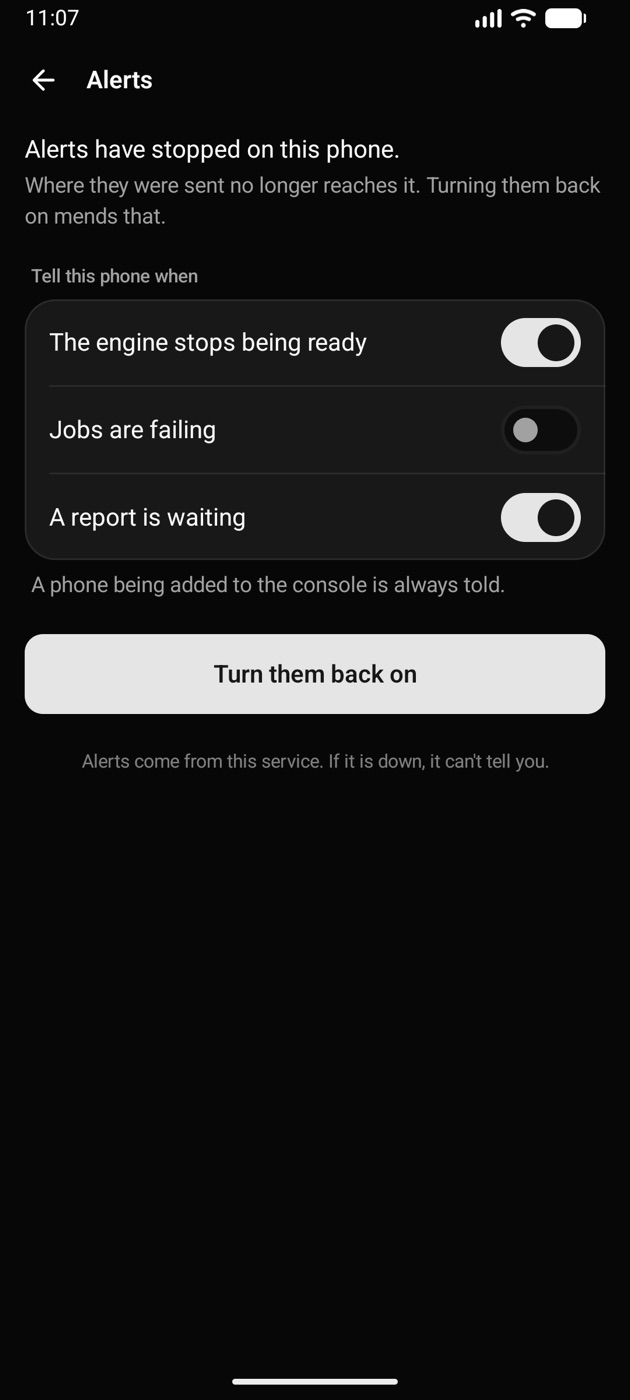 11:07
Alerts
Alerts have stopped on this phone.
Where they were sent no longer reaches it. Turning them back
on mends that.
Tell this phone when
The engine stops being ready
Jobs are failing
A report is waiting
A phone being added to the console is always told.
Turn them back on
Alerts come from this service. If it is down, it can't tell you.